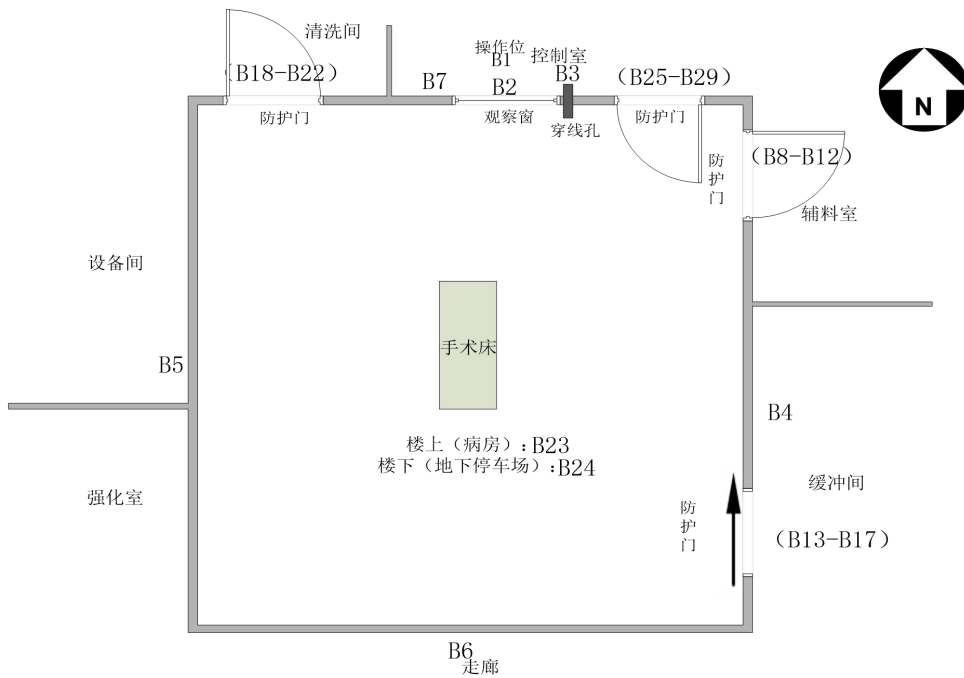 清洗间
操作位
B1
控制室
(B18-B22)
B7
B2
B3
(B25-B29)
防护门
观察窗
穿线孔
防护门
N
防护门
(B8-B12)
辅料室
设备间
手术床
B5
B4
楼上（病房）:B23
楼下（地下停车场）:B24
强化室
缓冲间
防护门
(B13-B17)
B6
走廊